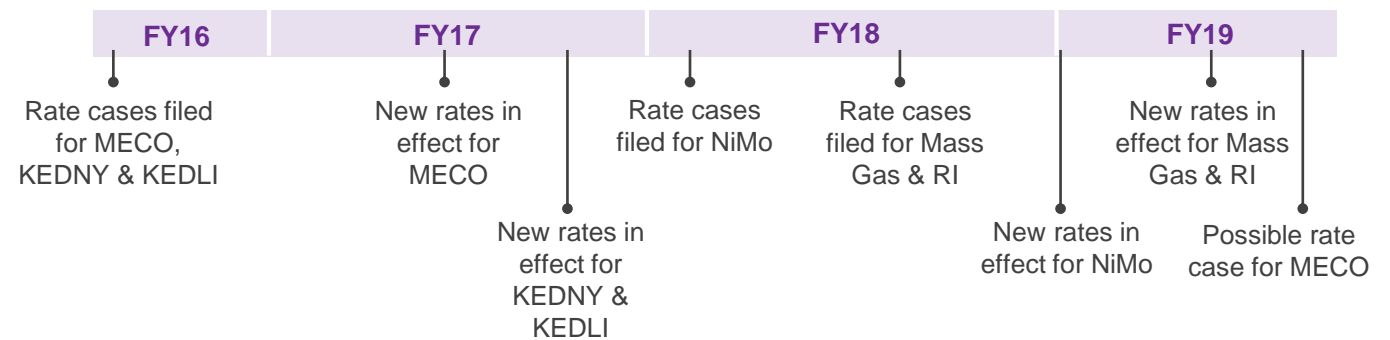 FY16
FY17
FY18
FY19
Rate cases filed
for MECO,
KEDNY & KEDLI
New rates in
effect for
MECO
New rates in
effect for
KEDNY &
KEDLI
Rate cases
filed for NiMo
Rate cases
filed for Mass
Gas & RI
New rates in
effect for NiMo
New rates in
effect for Mass
Gas & RI
Possible rate
case for MECO